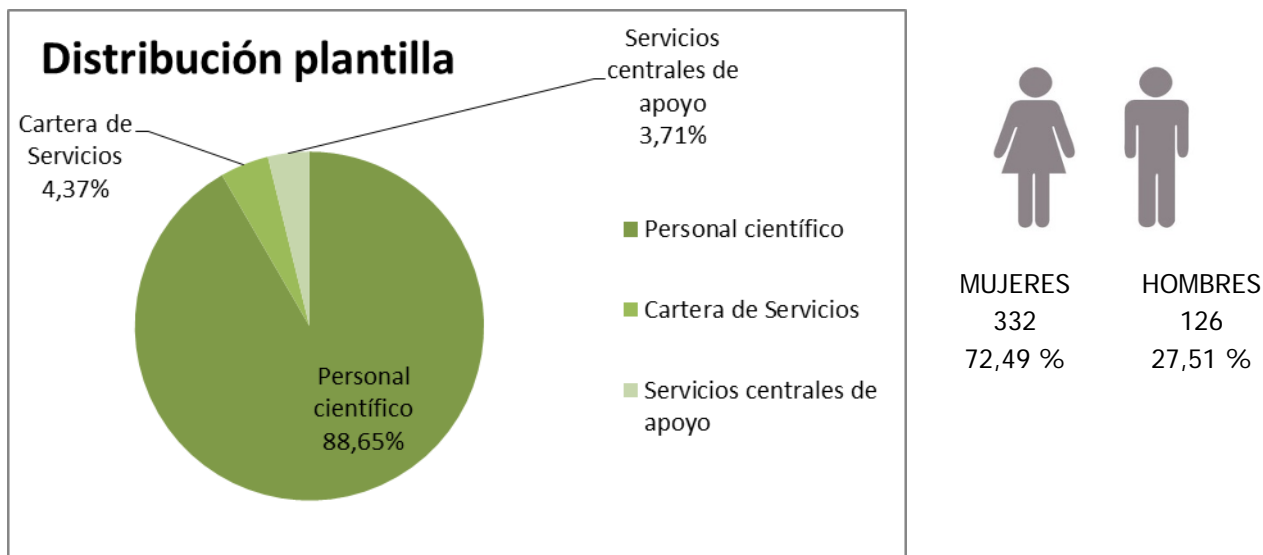 Distribución plantilla
Servicios
centrales de
apoyo
3,71%
Cartera de
Servicios
4,37%
Personal
científico
88,65%
Personal científico
Cartera de Servicios
Servicios centrales de
apoyo
MUJERES
332
72,49 %
HOMBRES
126
27,51 %